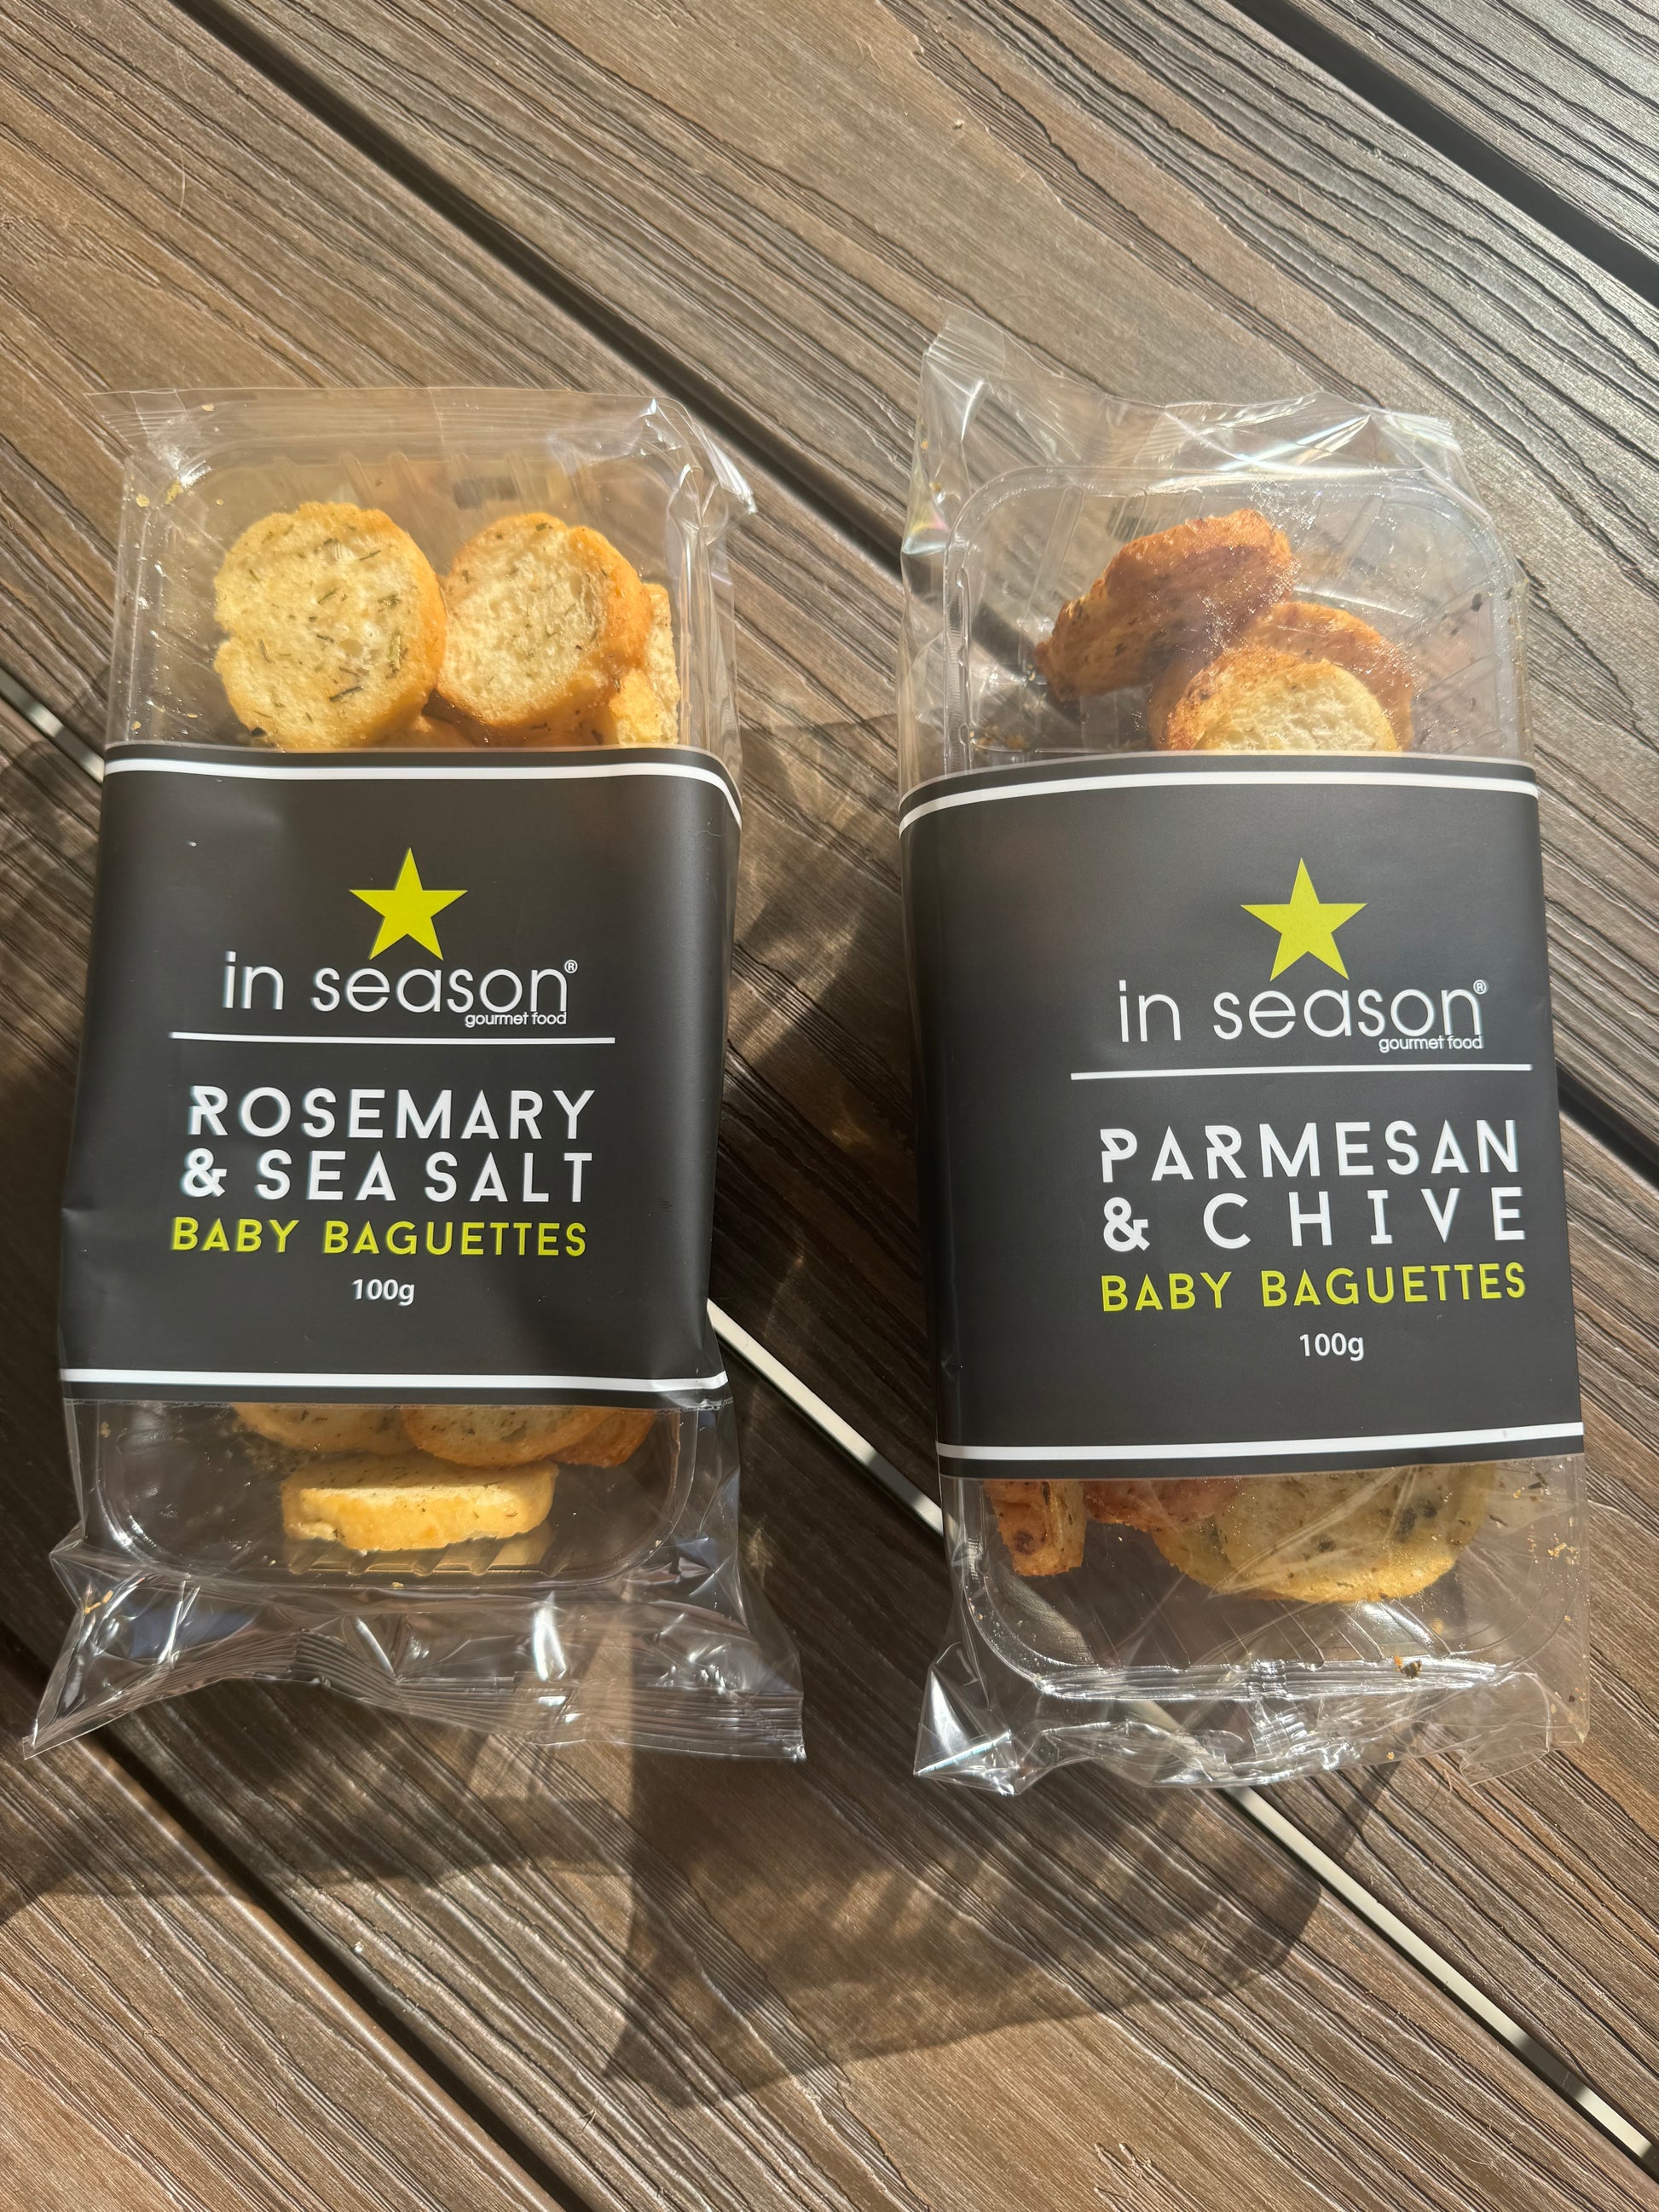 in season®
gourmet food
ROSEMARY
& SEA SALT
BABY BAGUETTES
100g
in season®
gourmet food
PARMESAN
& CHIVE
BABY BAGUETTES
100g